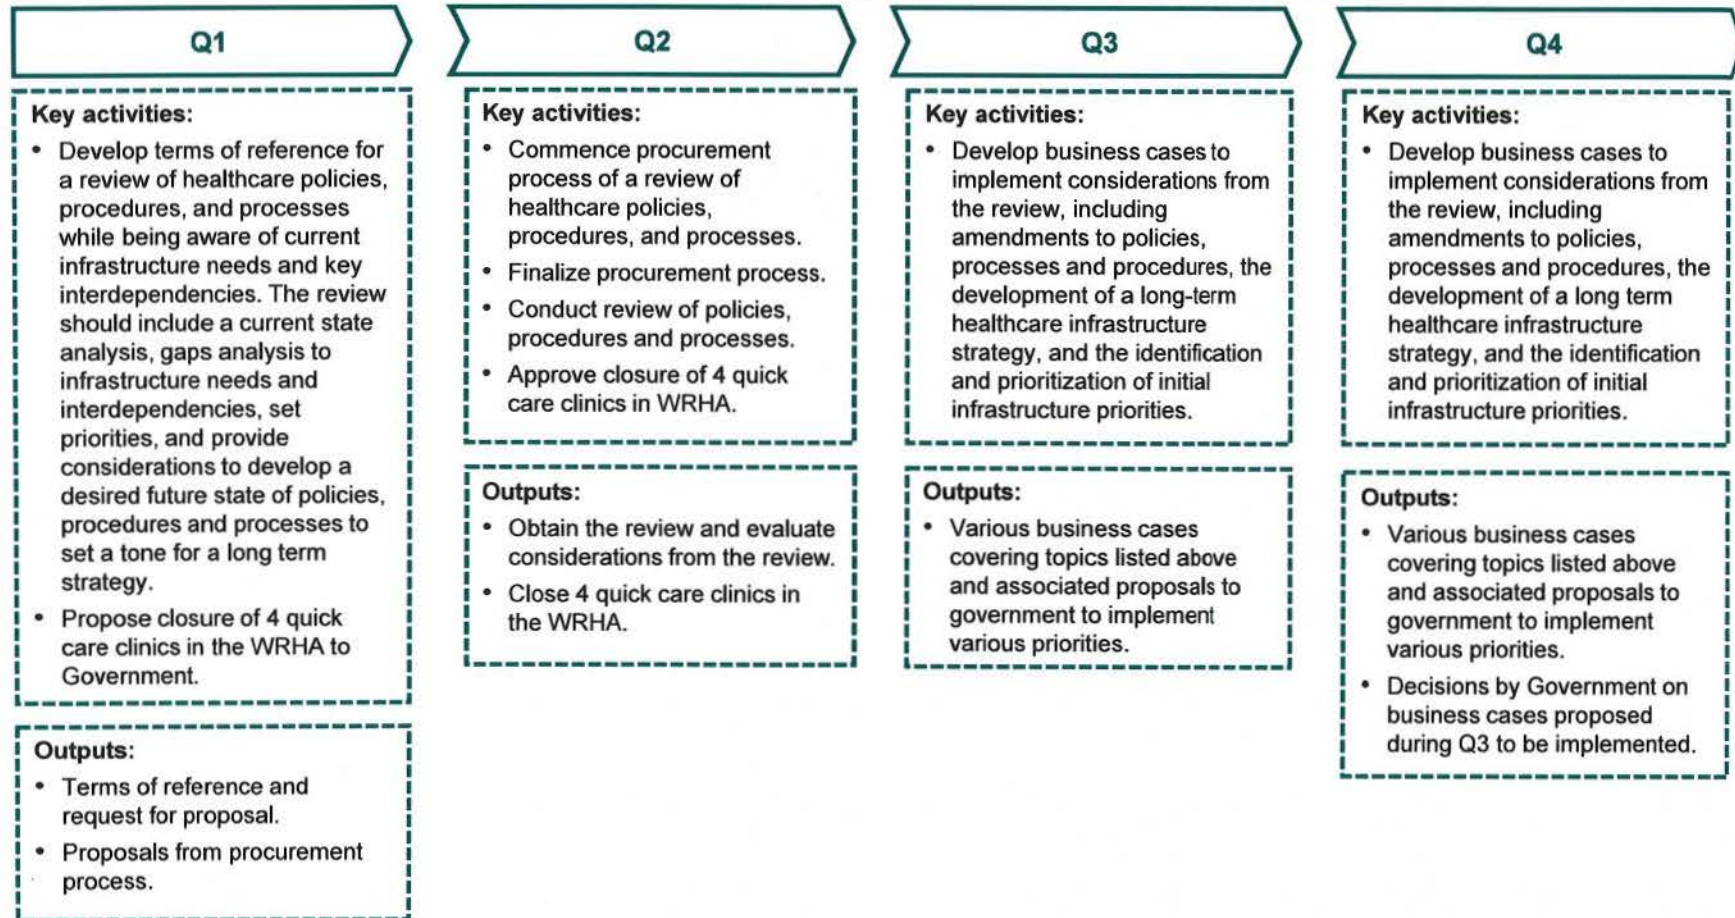 Q1
Key activities:
• Develop terms of reference for
a review of healthcare policies,
procedures, and processes
while being aware of current
infrastructure needs and key
interdependencies. The review
should include a current state
analysis, gaps analysis to
infrastructure needs and
interdependencies, set
priorities, and provide
considerations to develop a
desired future state of policies,
procedures and processes to
set a tone for a long term
strategy.
• Propose closure of 4 quick
care clinics in the WRHA to
Government.
Outputs:
• Terms of reference and
request for proposal.
• Proposals from procurement
process.
Q2
Key activities:
• Commence procurement
process of a review of
healthcare policies,
procedures, and processes.
• Finalize procurement process.
• Conduct review of policies,
procedures and processes.
• Approve closure of 4 quick
care clinics in WRHA.
Outputs:
• Obtain the review and evaluate
considerations from the review.
• Close 4 quick care clinics in
the WRHA.
Q3
Key activities:
• Develop business cases to
implement considerations from
the review, including
amendments to policies,
processes and procedures, the
development of a long-term
healthcare infrastructure
strategy, and the identification
and prioritization of initial
infrastructure priorities.
Outputs:
• Various business cases
covering topics listed above
and associated proposals to
government to implement
various priorities.
Q4
Key activities:
• Develop business cases to
implement considerations from
the review, including
amendments to policies,
processes and procedures, the
development of a long term
healthcare infrastructure
strategy, and the identification
and prioritization of initial
infrastructure priorities.
Outputs:
• Various business cases
covering topics listed above
and associated proposals to
government to implement
various priorities.
• Decisions by Government on
business cases proposed
during Q3 to be implemented.